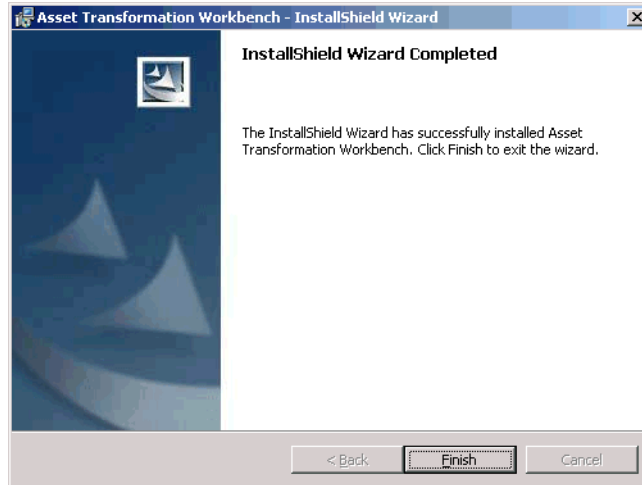 Asset Transformation Workbench - InstallShield Wizard
InstallShield Wizard Completed
The InstallShield Wizard has successfully installed Asset
Transformation Workbench. Click Finish to exit the wizard.
< Back
Finish
Cancel